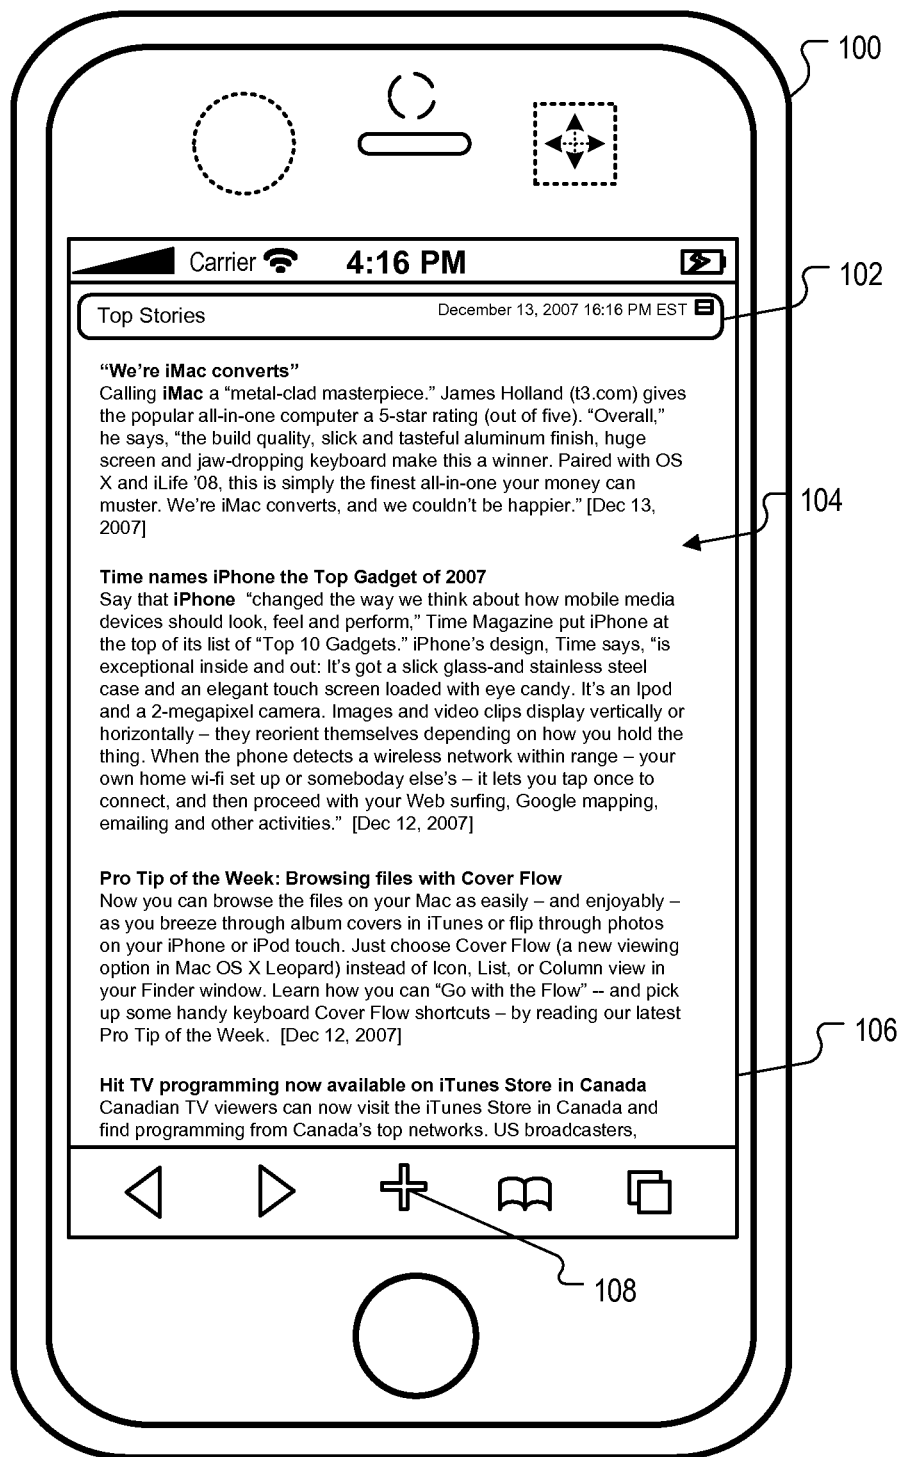 100
Carrier 4:16 PM
102
Top Stories December 13, 2007 16:16 PM EST
“We’re iMac converts”
Calling iMac a “metal-clad masterpiece.” James Holland (t3.com) gives
the popular all-in-one computer a 5-star rating (out of five). “Overall,”
he says, “the build quality, slick and tasteful aluminum finish, huge
screen and jaw-dropping keyboard make this a winner. Paired with OS
X and iLife ’08, this is simply the finest all-in-one your money can
muster. We’re iMac converts, and we couldn’t be happier.” [Dec 13,
2007]
104
Time names iPhone the Top Gadget of 2007
Say that iPhone “changed the way we think about how mobile media
devices should look, feel and perform,” Time Magazine put iPhone at
the top of its list of “Top 10 Gadgets.” iPhone’s design, Time says, “is
exceptional inside and out: It’s got a slick glass-and stainless steel
case and an elegant touch screen loaded with eye candy. It’s an Ipod
and a 2-megapixel camera. Images and video clips display vertically or
horizontally – they reorient themselves depending on how you hold the
thing. When the phone detects a wireless network within range – your
own home wi-fi set up or someboday else’s – it lets you tap once to
connect, and then proceed with your Web surfing, Google mapping,
emailing and other activities.” [Dec 12, 2007]
Pro Tip of the Week: Browsing files with Cover Flow
Now you can browse the files on your Mac as easily – and enjoyably –
as you breeze through album covers in iTunes or flip through photos
on your iPhone or iPod touch. Just choose Cover Flow (a new viewing
option in Mac OS X Leopard) instead of Icon, List, or Column view in
your Finder window. Learn how you can “Go with the Flow” -- and pick
up some handy keyboard Cover Flow shortcuts – by reading our latest
Pro Tip of the Week. [Dec 12, 2007]
106
Hit TV programming now available on iTunes Store in Canada
Canadian TV viewers can now visit the iTunes Store in Canada and
find programming from Canada’s top networks. US broadcasters,
108